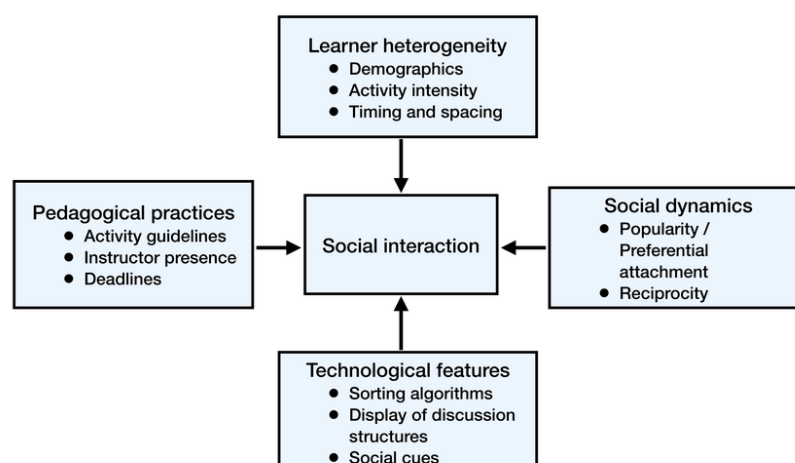 Learner heterogeneity
● Demographics
● Activity intensity
● Timing and spacing
Pedagogical practices
● Activity guidelines
● Instructor presence
● Deadlines
Social interaction
Social dynamics
● Popularity /
Preferential
attachment
● Reciprocity
Technological features
● Sorting algorithms
● Display of discussion
structures
● Social cues